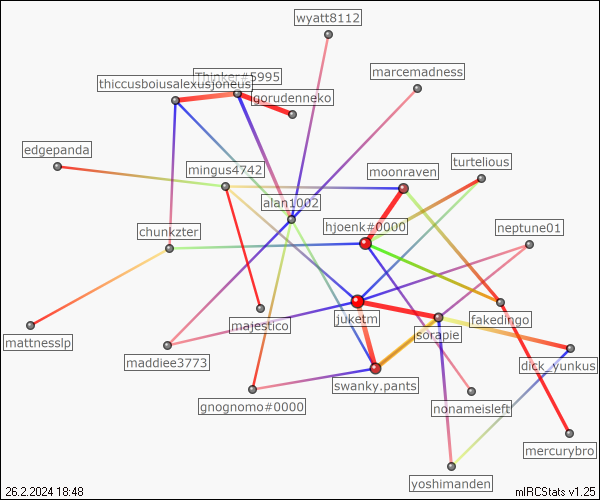 wyatt8112
marcemadness
Thinker#5995
thiccusboiusalexusjoneus
gorudenneko
edgepanda
turtelious
mingus4742
moonraven
alan1002
hjoenk#0000
neptune01
chunkzter
majestico
juketm
sorapie
fakedingo
mattnesslp
maddiee3773
dick_yunkus
swanky.pants
gnognomo#0000
nonameisleft
mercurybro
yoshimanden
26.2.2024 18:48
mIRCStats v1.25